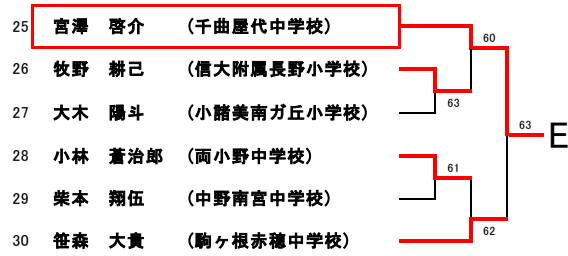 25 宮澤 啓介 (千曲屋代中学校)
60
26 牧野 耕己 (信大附属長野小学校)
63
27 大木 陽斗 (小諸美南ガ丘小学校)
63 E
28 小林 蒼治郎 (両小野中学校)
61
29 柴本 翔伍 (中野南宮中学校)
62
30 笹森 大貴 (駒ヶ根赤穂中学校)